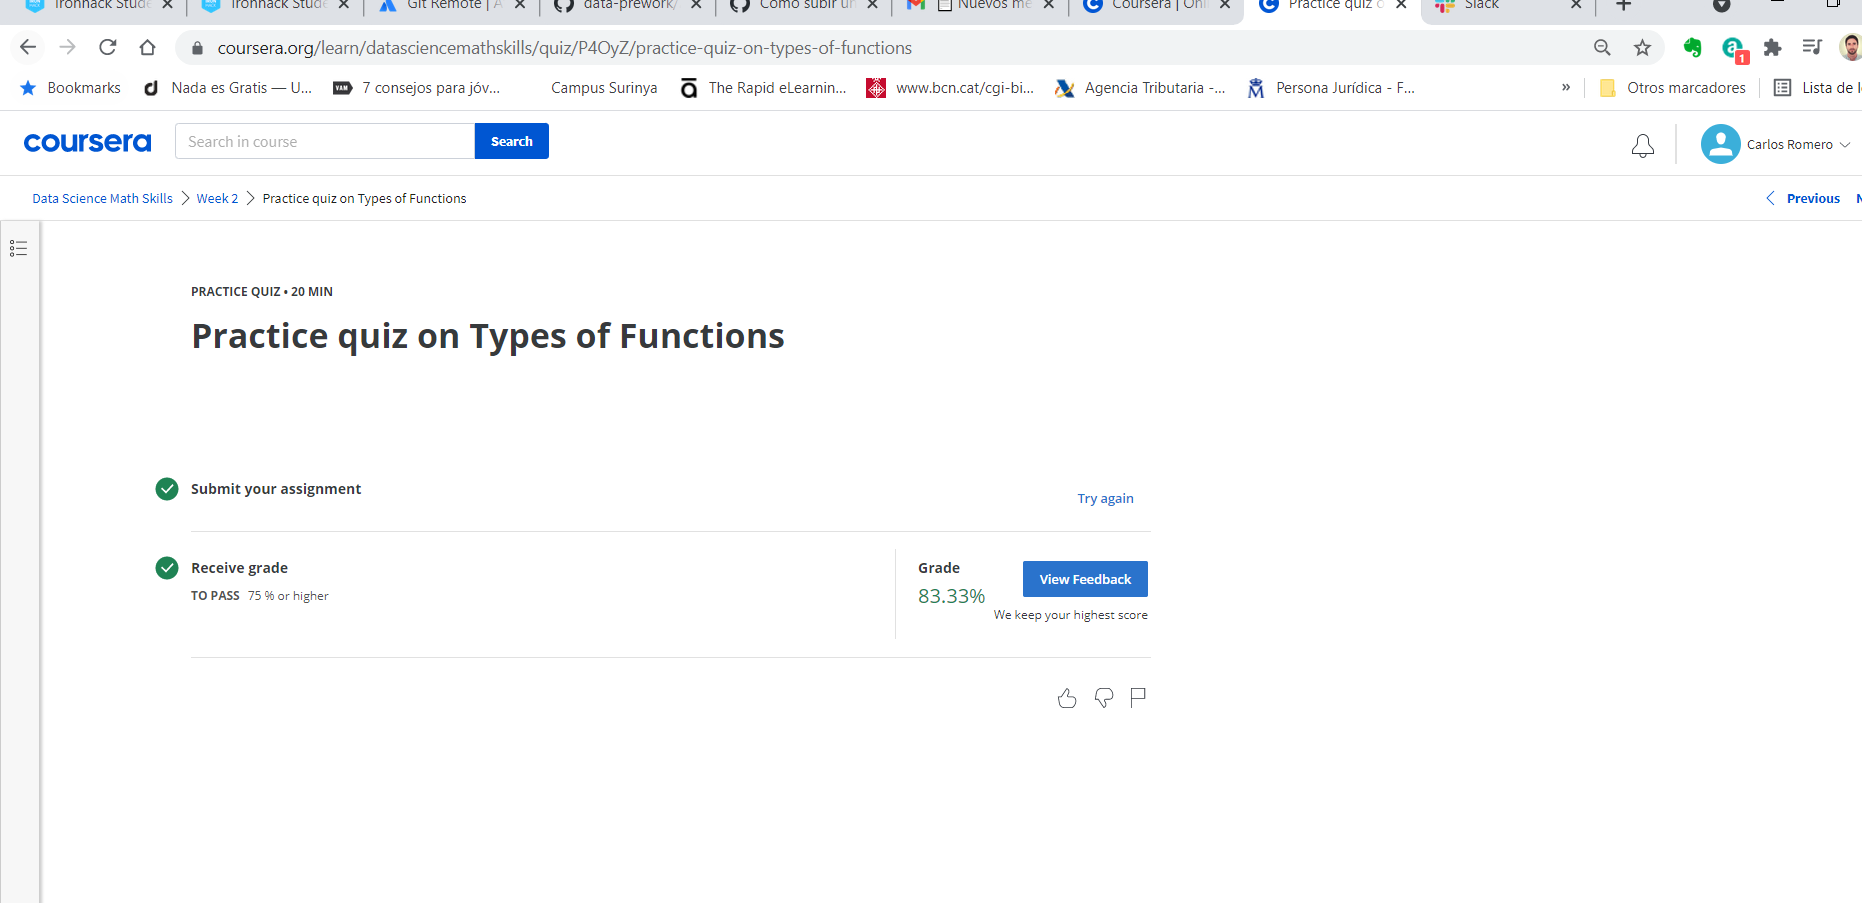 Ironhack Stude Ironhack Stude Git Remote | A data-prework/ Como subir un Nuevos me Coursera | Onli Practice quiz o Slack
coursera.org/learn/datasciencemathskills/quiz/P4OyZ/practice-quiz-on-types-of-functions
1
Bookmarks Nada es Gratis — U... VAM 7 consejos para jóv... Campus Surinya The Rapid eLearnin... www.bcn.cat/cgi-bi... Agencia Tributaria -... Persona Jurídica - F... » Otros marcadores Lista de l
coursera Search in course Search Carlos Romero
Data Science Math Skills Week 2 Practice quiz on Types of Functions Previous N
PRACTICE QUIZ • 20 MIN
Practice quiz on Types of Functions
Submit your assignment
Try again
Receive grade
TO PASS 75 % or higher
Grade
83.33%
View Feedback
We keep your highest score